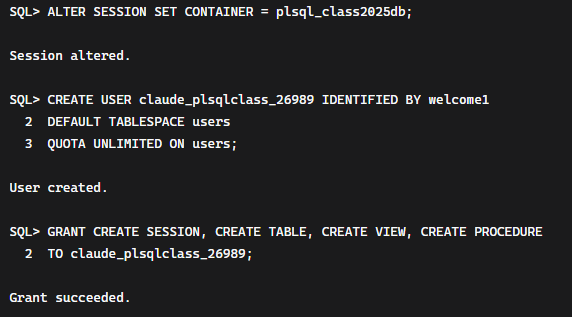 SQL> ALTER SESSION SET CONTAINER = plsql_class2025db;
Session altered.
SQL> CREATE USER claude_plsqlclass_26989 IDENTIFIED BY welcome1
2 DEFAULT TABLESPACE users
3 QUOTA UNLIMITED ON users;
User created.
SQL> GRANT CREATE SESSION, CREATE TABLE, CREATE VIEW, CREATE PROCEDURE
2 TO claude_plsqlclass_26989;
Grant succeeded.